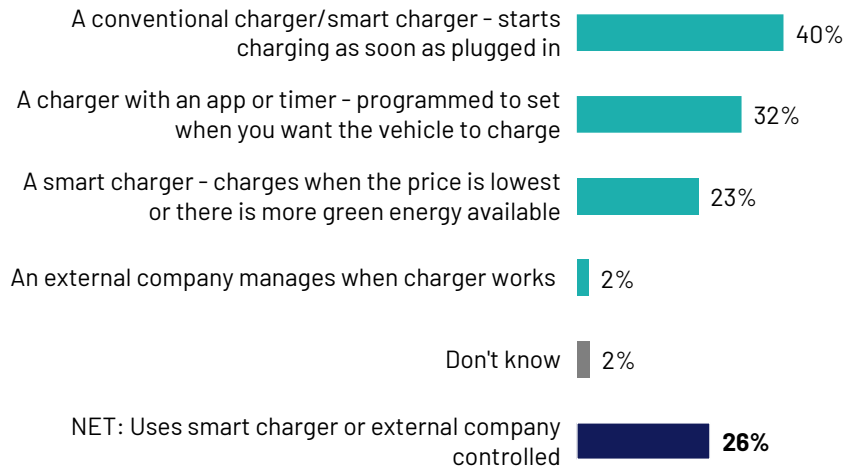 A conventional charger/smart charger - starts
charging as soon as plugged in
40%
A charger with an app or timer - programmed to set
when you want the vehicle to charge
32%
A smart charger - charges when the price is lowest
or there is more green energy available
23%
An external company manages when charger works
2%
Don't know
2%
NET: Uses smart charger or external company
controlled
26%